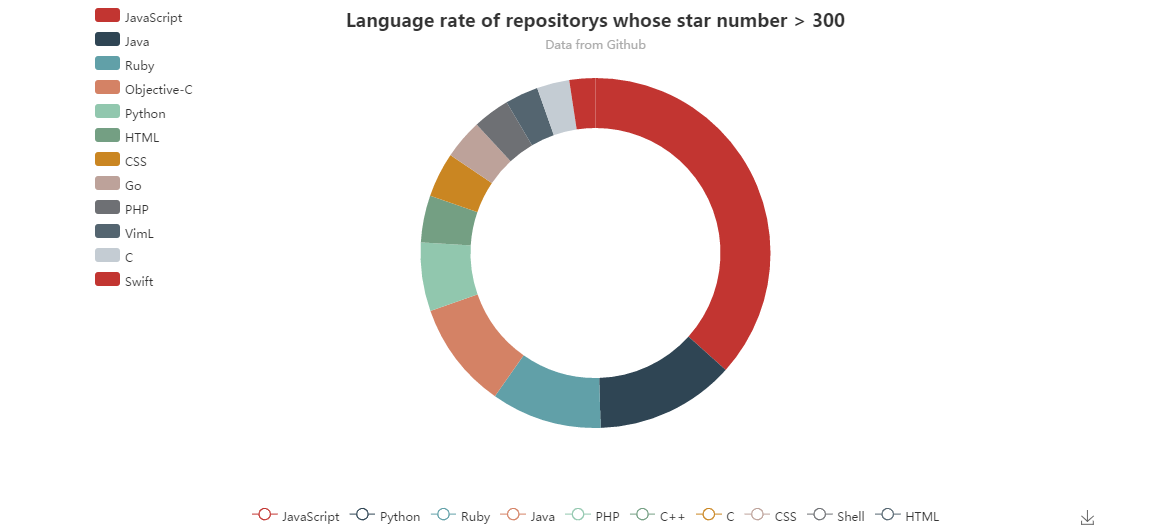 Language rate of repositorys whose star number > 300
Data from Github
JavaScript
Java
Ruby
Objective-C
Python
HTML
CSS
Go
PHP
VimL
C
Swift
JavaScript Python Ruby Java PHP C++ C CSS Shell HTML